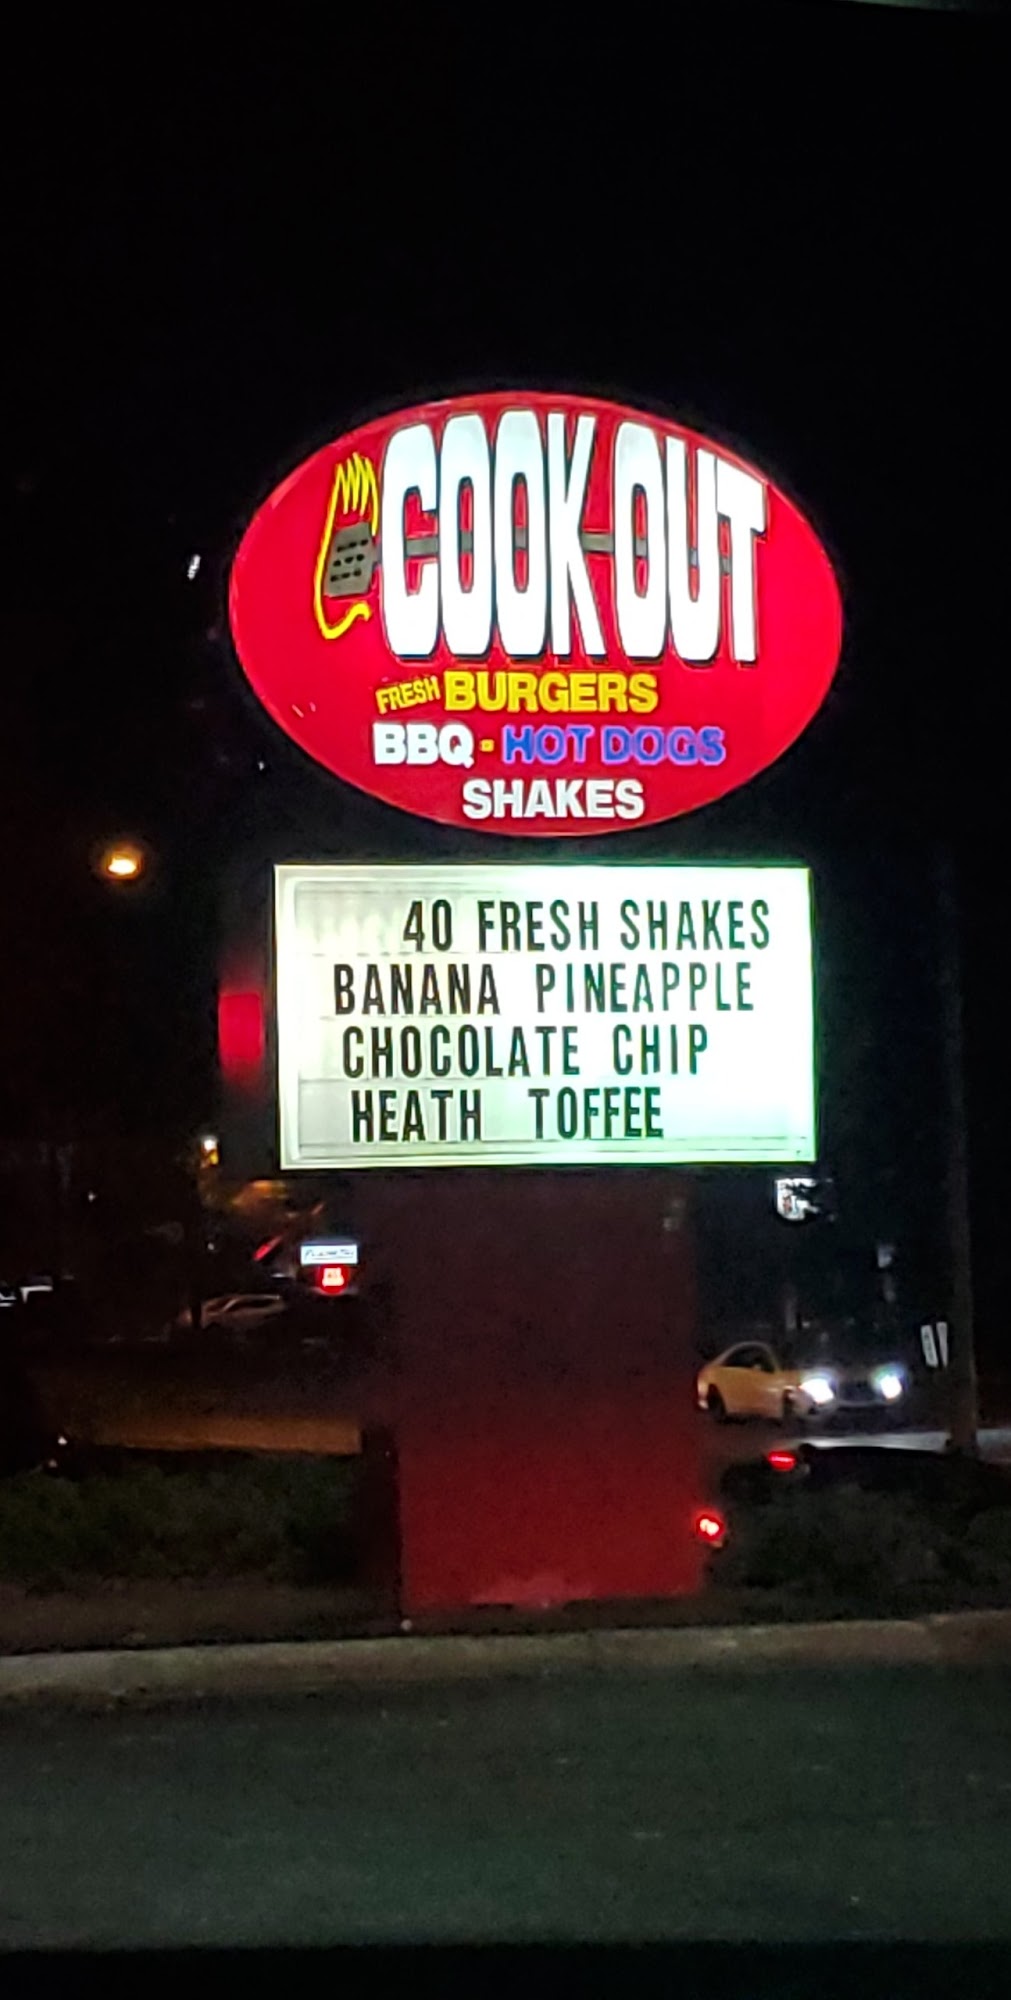 COOK OUT
FRESH BURGERS
BBQ - HOT DOGS
SHAKES
40 FRESH SHAKES
BANANA PINEAPPLE
CHOCOLATE CHIP
HEATH TOFFEE